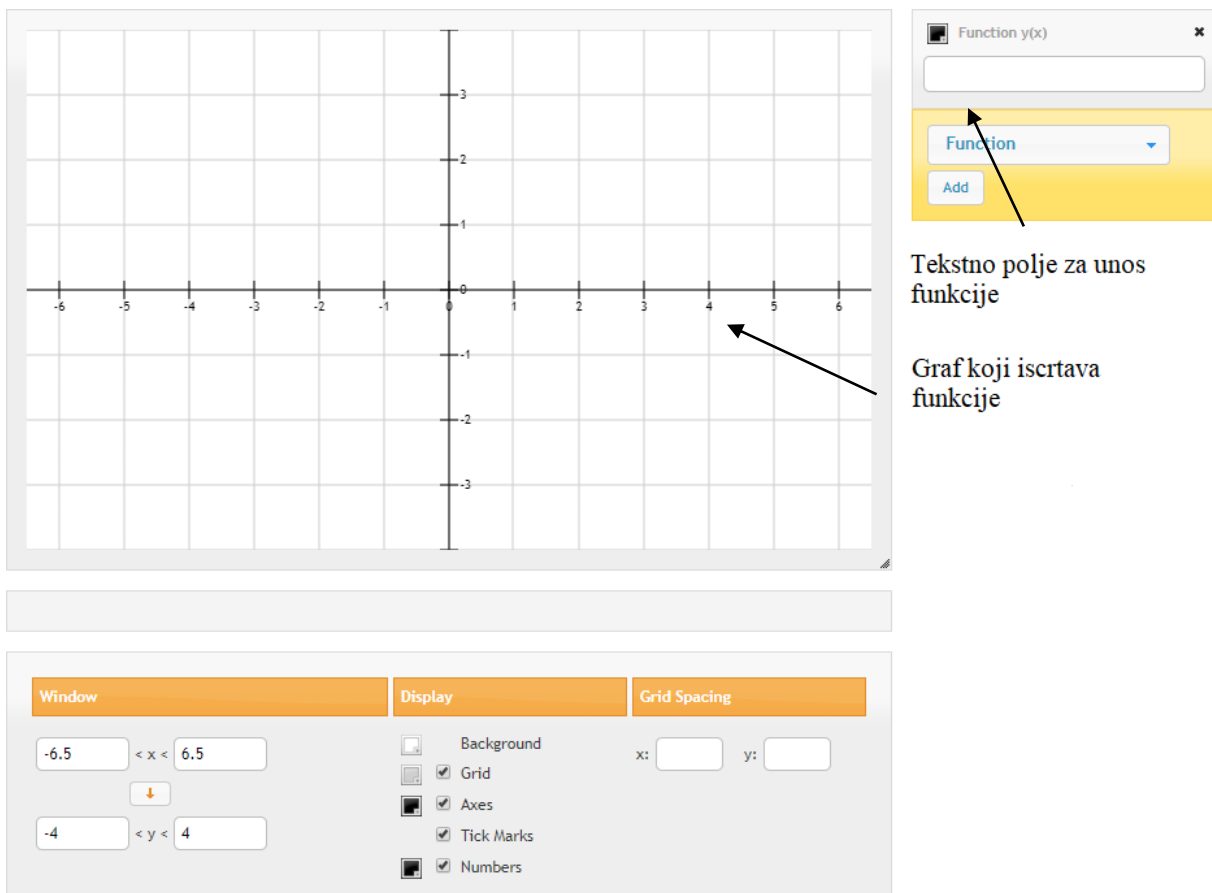 3
2
1
0
-6 -5 -4 -3 -2 -1 0 1 2 3 4 5 6
-1
-2
-3
Function y(x)
Function
Add
Tekstno polje za unos
funkcije
Graf koji iscrtava
funkcije
Window
-6.5 < x < 6.5
-4 < y < 4
Display
Background
Grid
Axes
Tick Marks
Numbers
Grid Spacing
x: y: